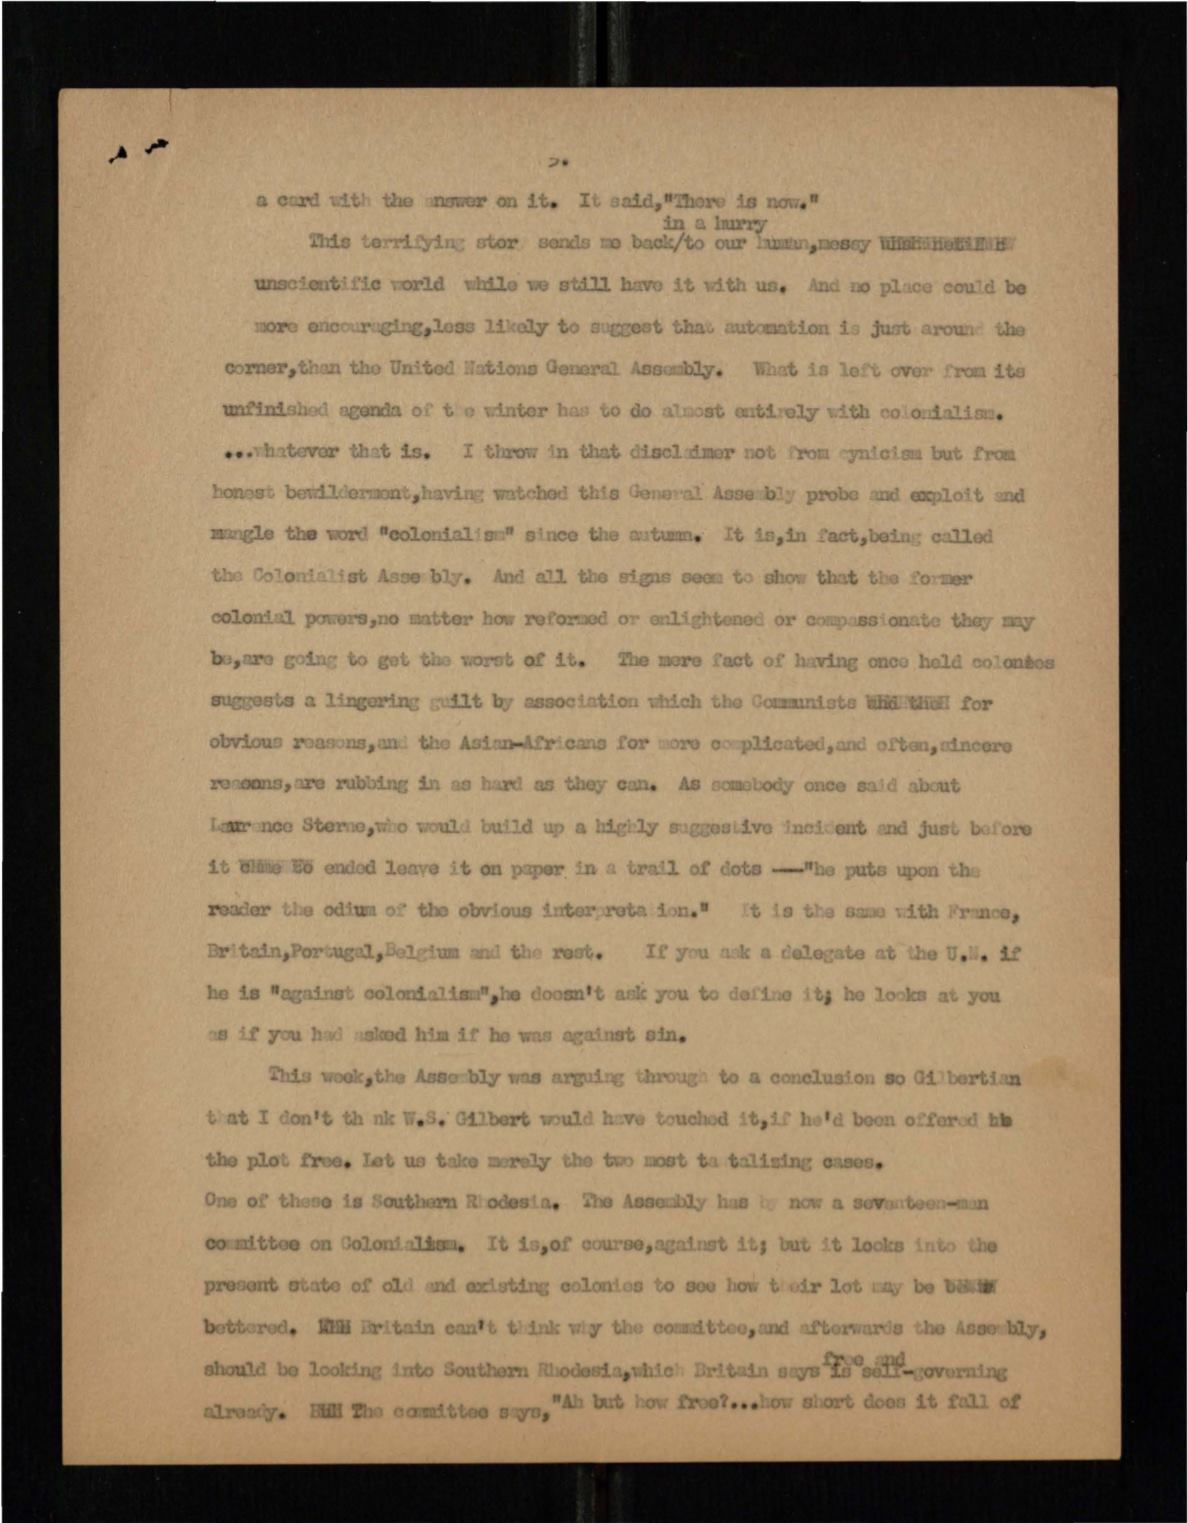 5.
a card with the answer on it. It said,"There is now."
in a hurry
This terrifying stor sends me back/to our human,messy
unscientific world while we still have it with us. And no place could be
more encouraging,less likely to suggest that automation is just around the
corner,than the United Nations General Assembly. What is left over from its
unfinished agenda of the winter has to do almost entirely with colonialism.
...whatever that is. I throw in that disclaimer not from cynicism but from
honest bewilderment,having watched this General Assembly probe and exploit and
mangle the word "colonialism" since the autumn. It is,in fact,being called
the Colonialist Assembly. And all the signs seem to show that the former
colonial powers,no matter how reformed or enlightened or compassionate they may
be,are going to get the worst of it. The mere fact of having once held colonies
suggests a lingering guilt by association which the Communists for
obvious reasons,and the Asian-Africans for more complicated,and often,sincere
reasons,are rubbing in as hard as they can. As somebody once said about
Laurence Sterne,who would build up a highly suggestive incident and just before
it came to ended leave it on paper in a trail of dots —"he puts upon the
reader the odium of the obvious interpretation." It is the same with France,
Britain,Portugal,Belgium and the rest. If you ask a delegate at the U.N. if
he is "against colonialism",he doesn't ask you to define it; he looks at you
as if you had asked him if he was against sin.
This week,the Assembly was arguing through to a conclusion so Gilbertian
that I don't think W.S. Gilbert would have touched it,if he'd been offered
the plot free. Let us take merely the two most tantalizing cases.
One of these is Southern Rhodesia. The Assembly has by now a seventeen-man
committee on Colonialism. It is,of course,against it; but it looks into the
present state of old and existing colonies to see how their lot may be
bettered. Britain can't think why the committee,and afterwards the Assembly,
free and
should be looking into Southern Rhodesia,which Britain says is self-governing
already. The committee says,"Ah but how free?...how short does it fall of